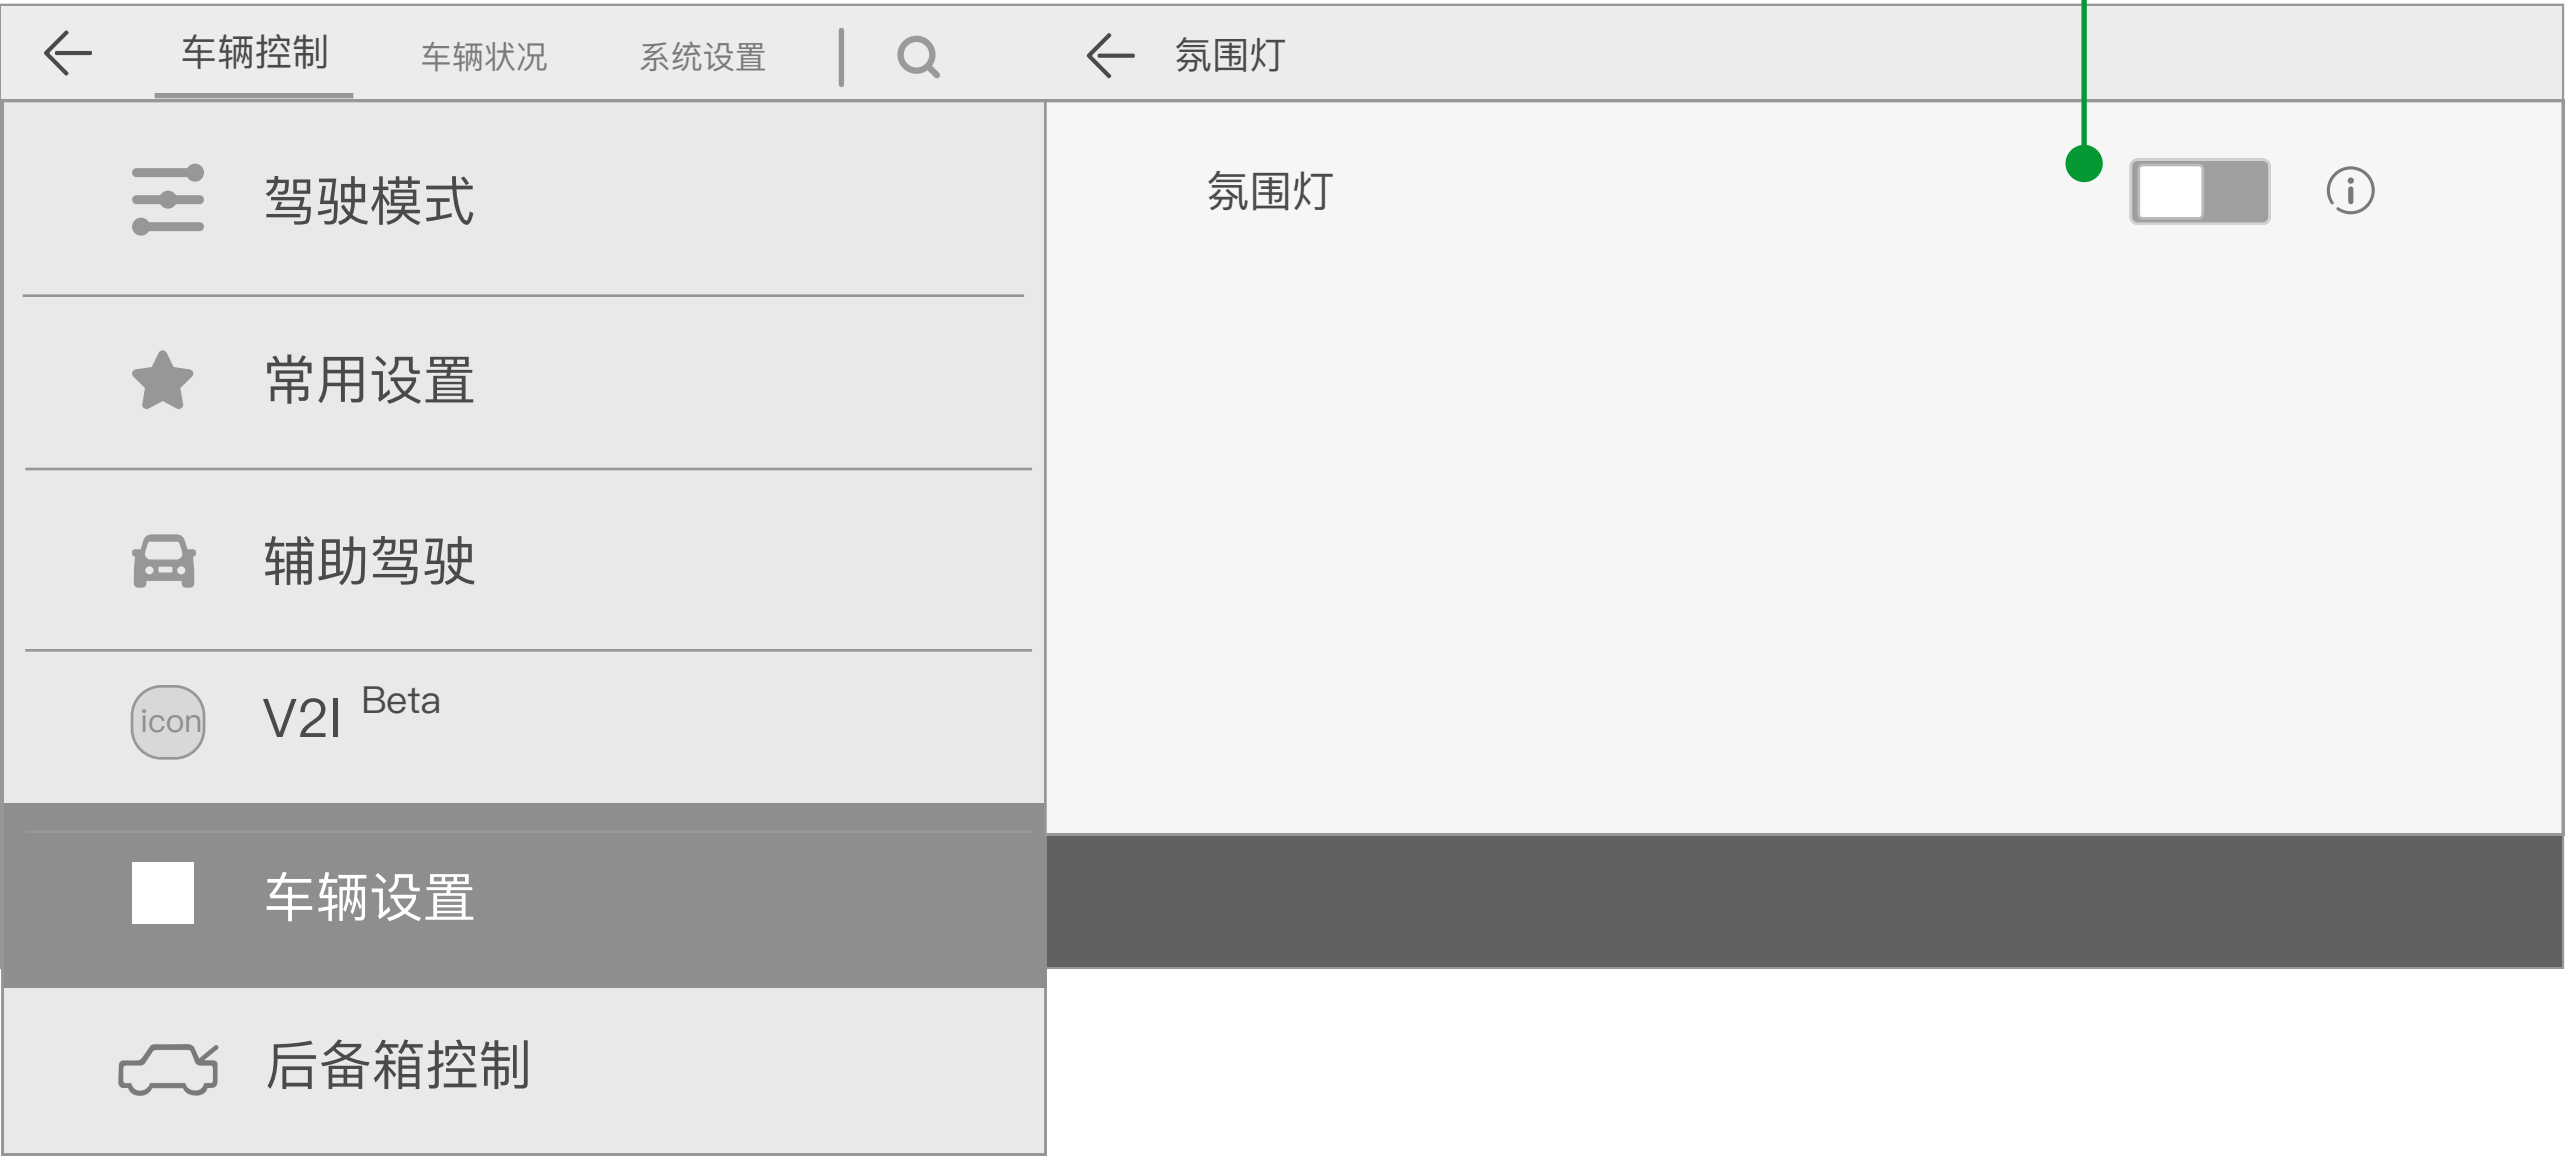 车辆控制
车辆状况
系统设置
氛围灯
驾驶模式
常用设置
辅助驾驶
icon
V2I Beta
车辆设置
后备箱控制
氛围灯